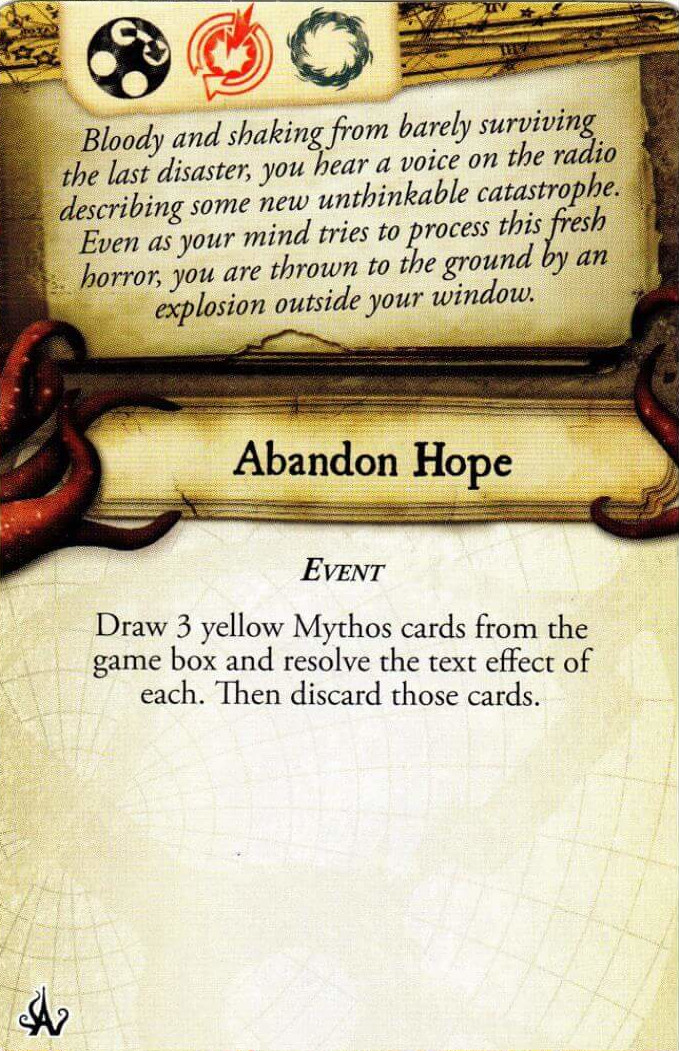 Bloody and shaking from barely surviving
the last disaster, you hear a voice on the radio
describing some new unthinkable catastrophe.
Even as your mind tries to process this fresh
horror, you are thrown to the ground by an
explosion outside your window.
Abandon Hope
Event
Draw 3 yellow Mythos cards from the
game box and resolve the text effect of
each. Then discard those cards.